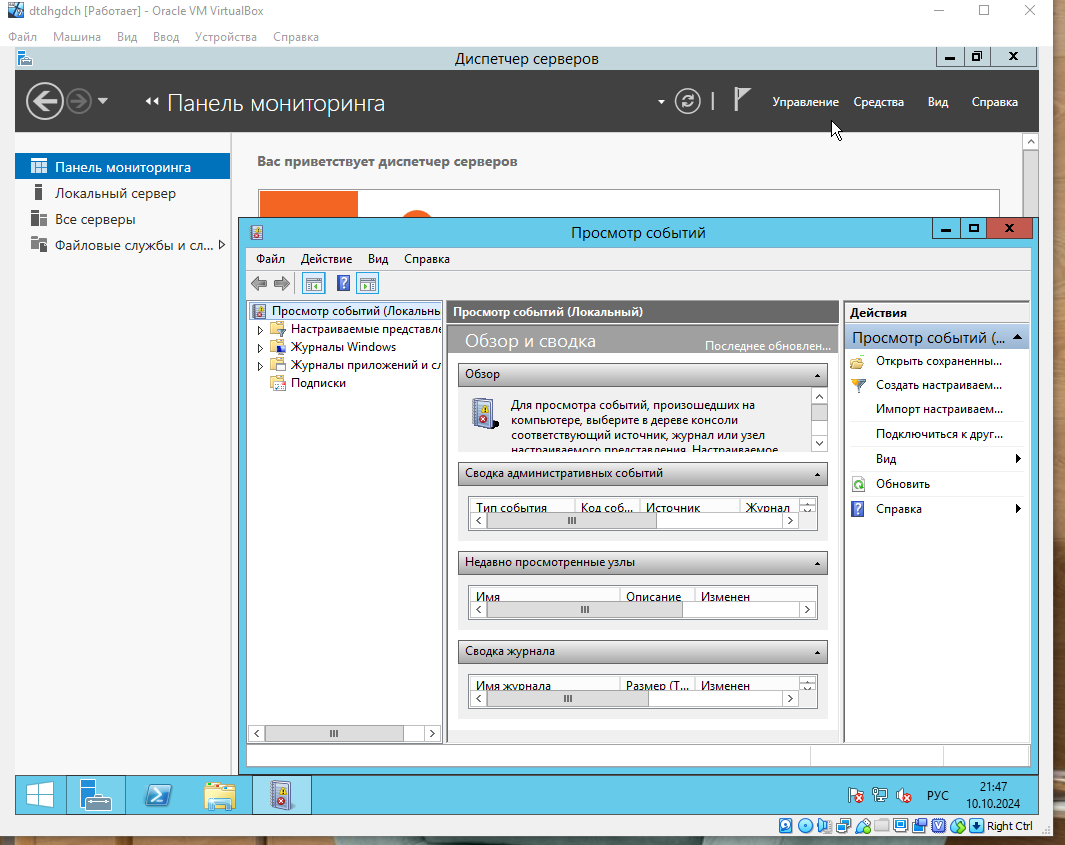 dtdhgdch [Работает] - Oracle VM VirtualBox
Файл Машина Вид Ввод Устройства Справка
Диспетчер серверов
Панель мониторинга
Управление Средства Вид Справка
Панель мониторинга
Локальный сервер
Все серверы
Файловые службы и сл...
Вас приветствует диспетчер серверов
Просмотр событий
Файл Действие Вид Справка
Просмотр событий (Локальн
Настраиваемые представле
Журналы Windows
Журналы приложений и сл
Подписки
Просмотр событий (Локальный)
Обзор и сводка
Последнее обновлен...
Обзор
Для просмотра событий, произошедших на
компьютере, выберите в дереве консоли
соответствующий источник, журнал или узел
настраиваемого представления. Настраиваемое
Сводка административных событий
Тип события Код соб... Источник Журнал
Недавно просмотренные узлы
Имя Описание Изменен
Сводка журнала
Имя журнала Размер (Т... Изменен
Действия
Просмотр событий (...
Открыть сохраненны...
Создать настраиваем...
Импорт настраиваем...
Подключиться к друг...
Вид
Обновить
Справка
РУС
21:47
10.10.2024
Right Ctrl